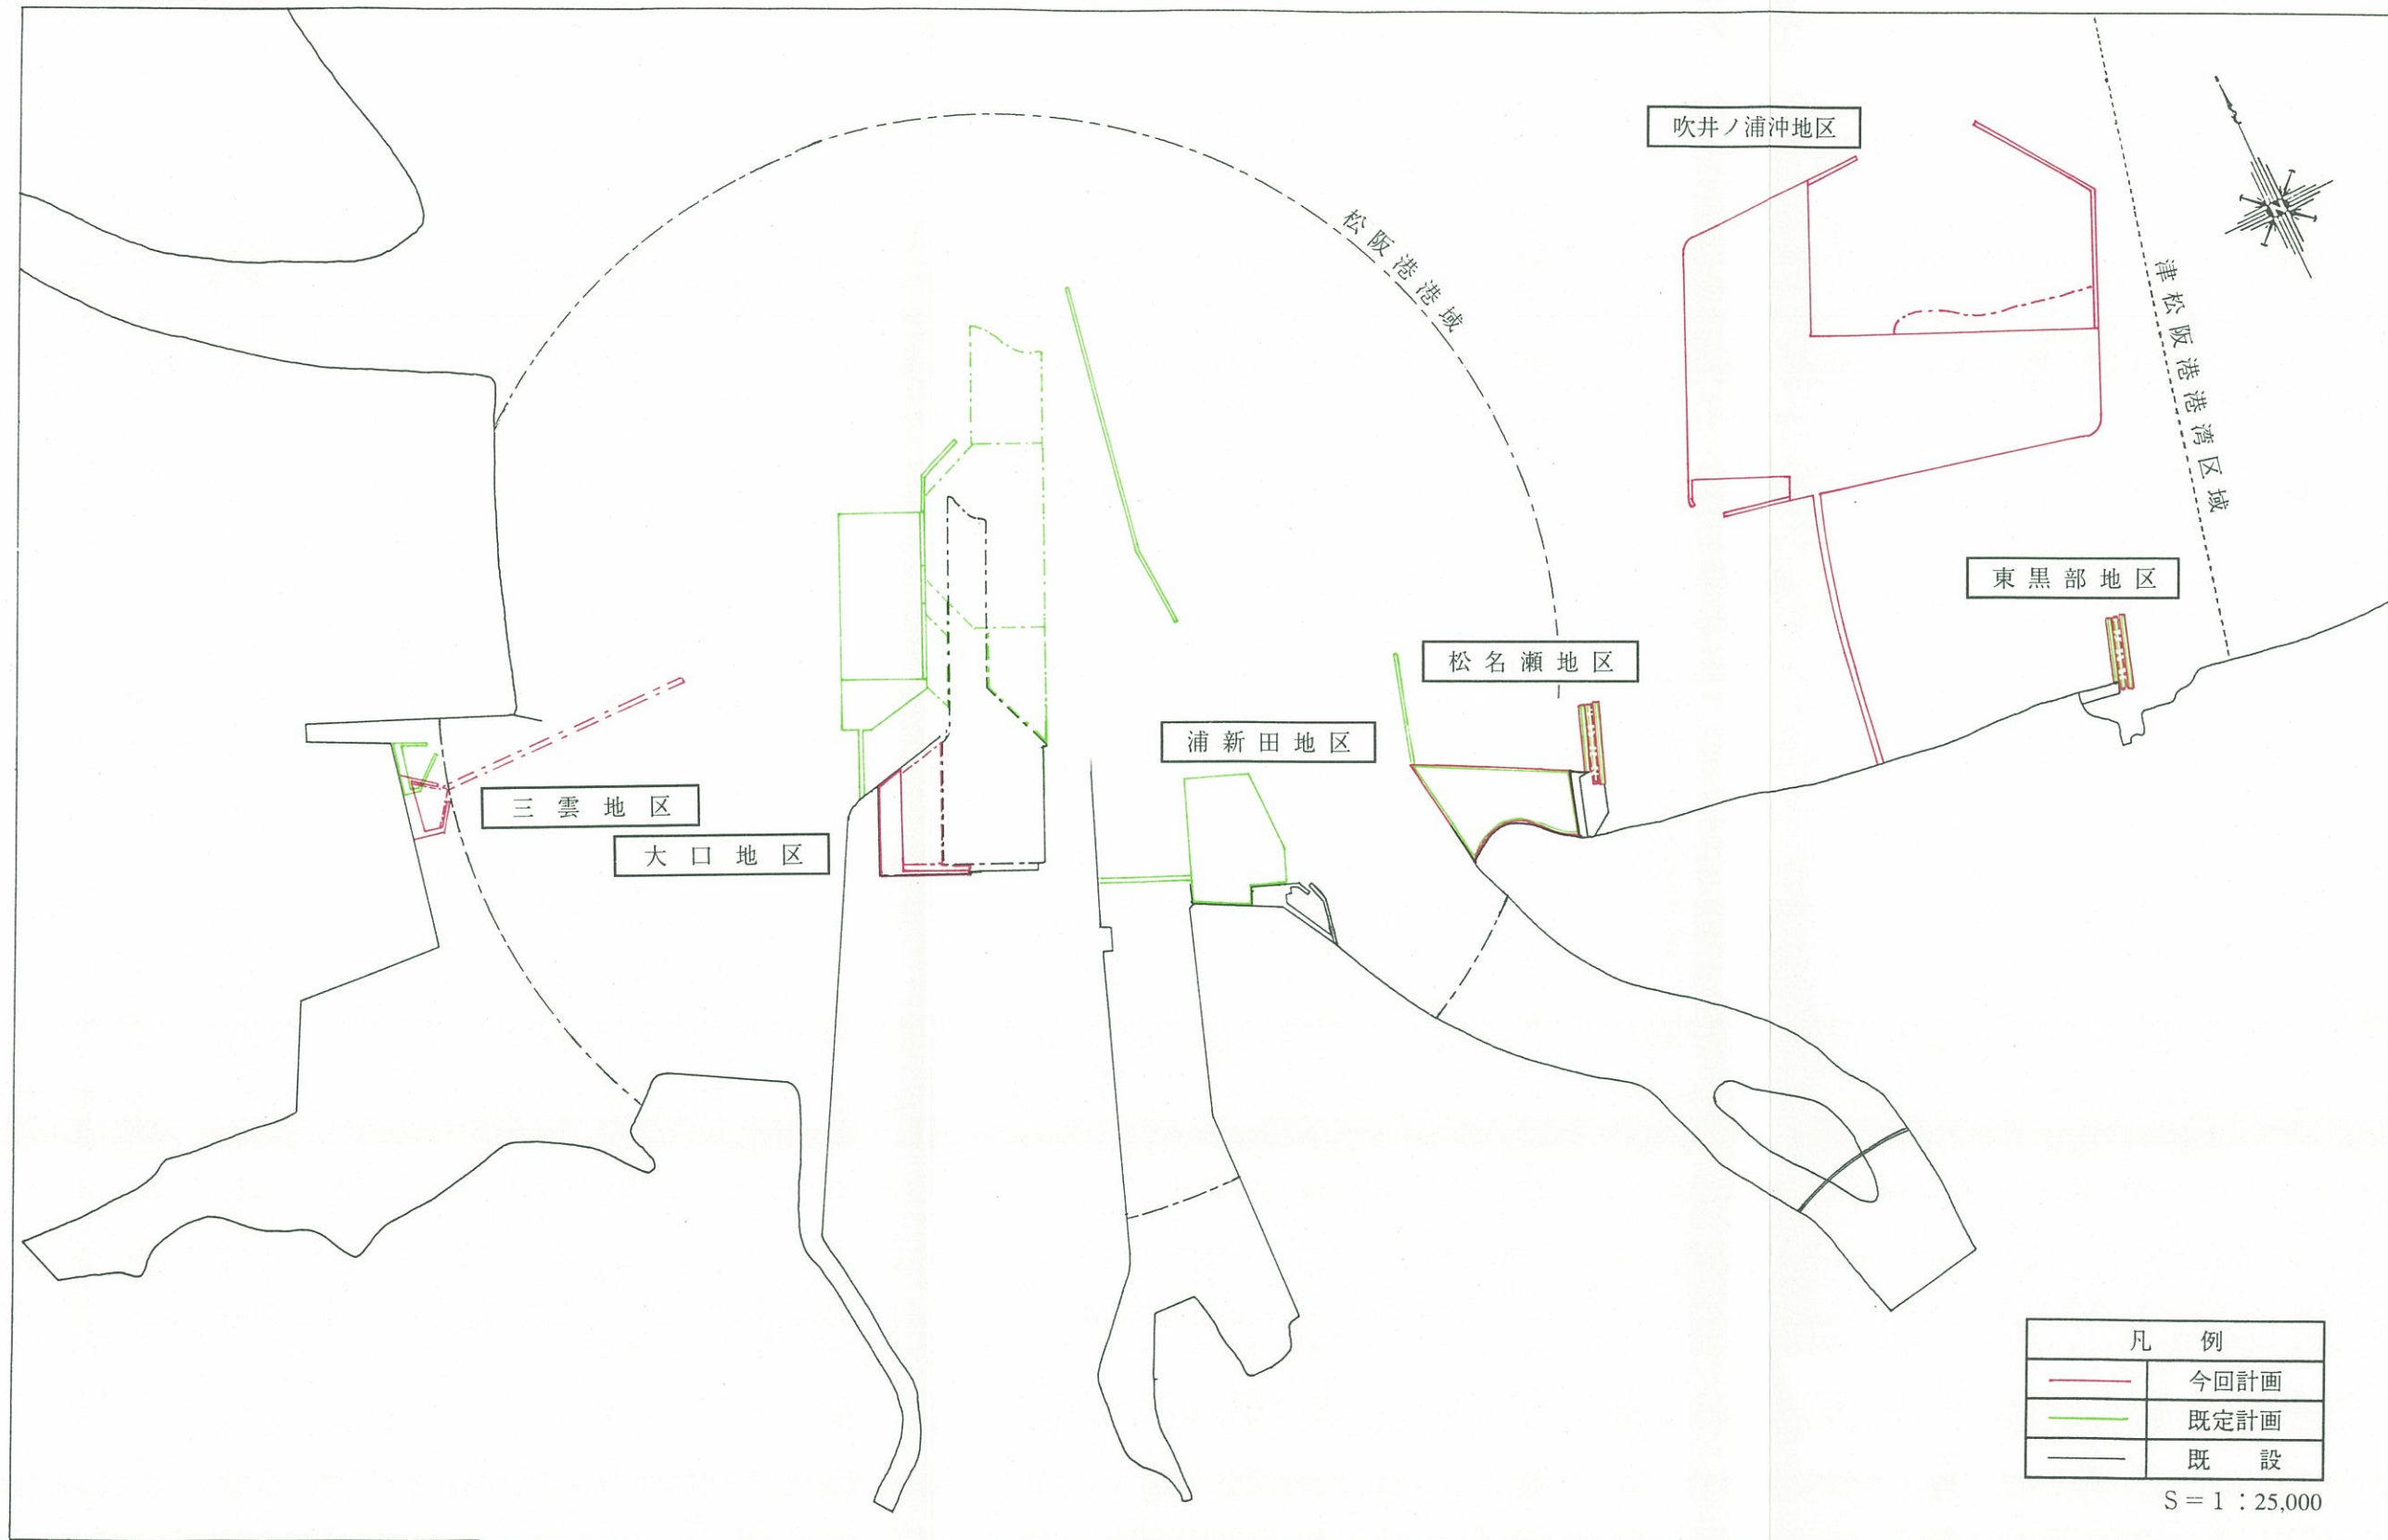 吹井ノ浦沖地区
松阪港港域
津松阪港港湾区域
東黒部地区
松名瀬地区
浦新田地区
三雲地区
大口地区
凡 例
今回計画
既定計画
既 設
S = 1 : 25,000